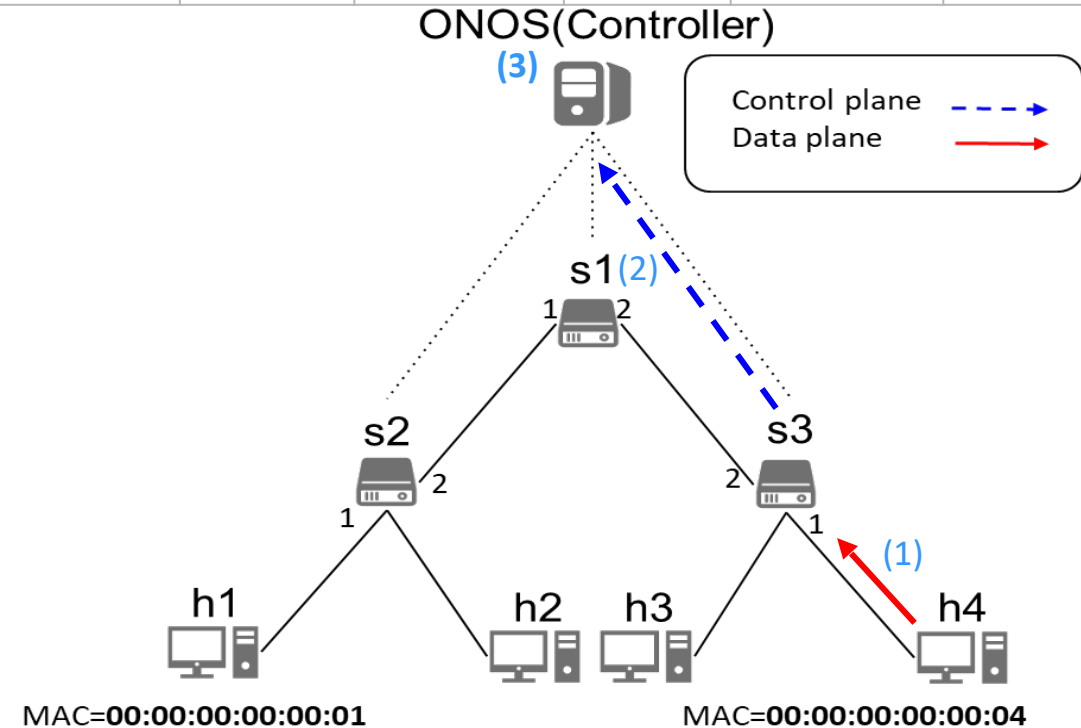 ONOS(Controller)
(3)
Control plane
Data plane
s1
(2)
1
2
s2
s3
2
2
1
1
(1)
h1
h2
h3
h4
MAC=00:00:00:00:00:01
MAC=00:00:00:00:00:04